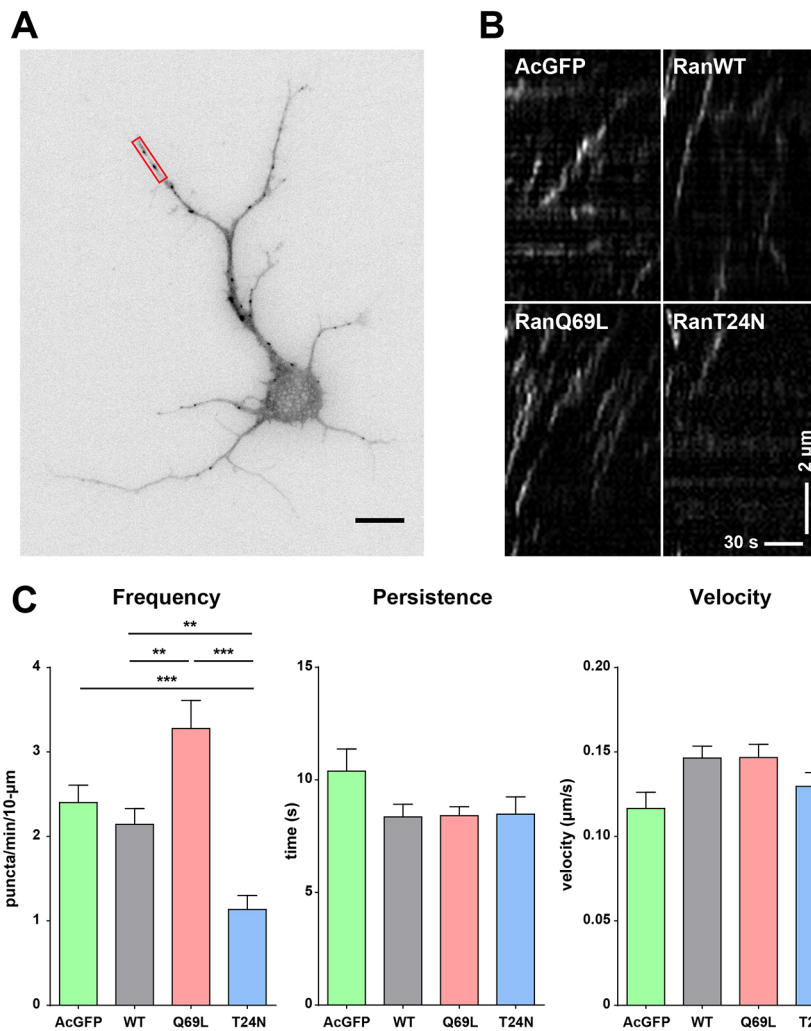 A
B
AcGFP
RanWT
RanQ69L
RanT24N
2 µm
30 s
C
Frequency
Persistence
Velocity
**
** ***
***
puncta/min/10-µm
4
3
2
1
0
AcGFP WT Q69L T24N
time (s)
15
10
5
0
AcGFP WT Q69L T24N
velocity (µm/s)
0.20
0.15
0.10
0.05
0
AcGFP WT Q69L